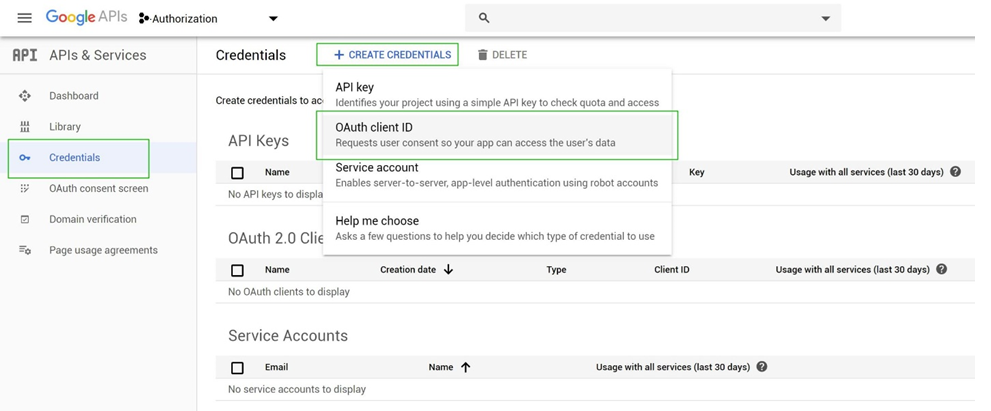 Google APIs
Authorization
API APIs & Services
Credentials
+ CREATE CREDENTIALS
DELETE
Dashboard
Library
Credentials
OAuth consent screen
Domain verification
Page usage agreements
Create credentials to
API key
Identifies your project using a simple API key to check quota and access
OAuth client ID
Requests user consent so your app can access the user's data
Service account
Enables server-to-server, app-level authentication using robot accounts
Help me choose
Asks a few questions to help you decide which type of credential to use
API Keys
Name Key Usage with all services (last 30 days) ?
No API keys to
OAuth 2.0
Name Creation date Type Client ID Usage with all services (last 30 days) ?
No OAuth clients to display
Service Accounts
Email Name Usage with all services (last 30 days) ?
No service accounts to display